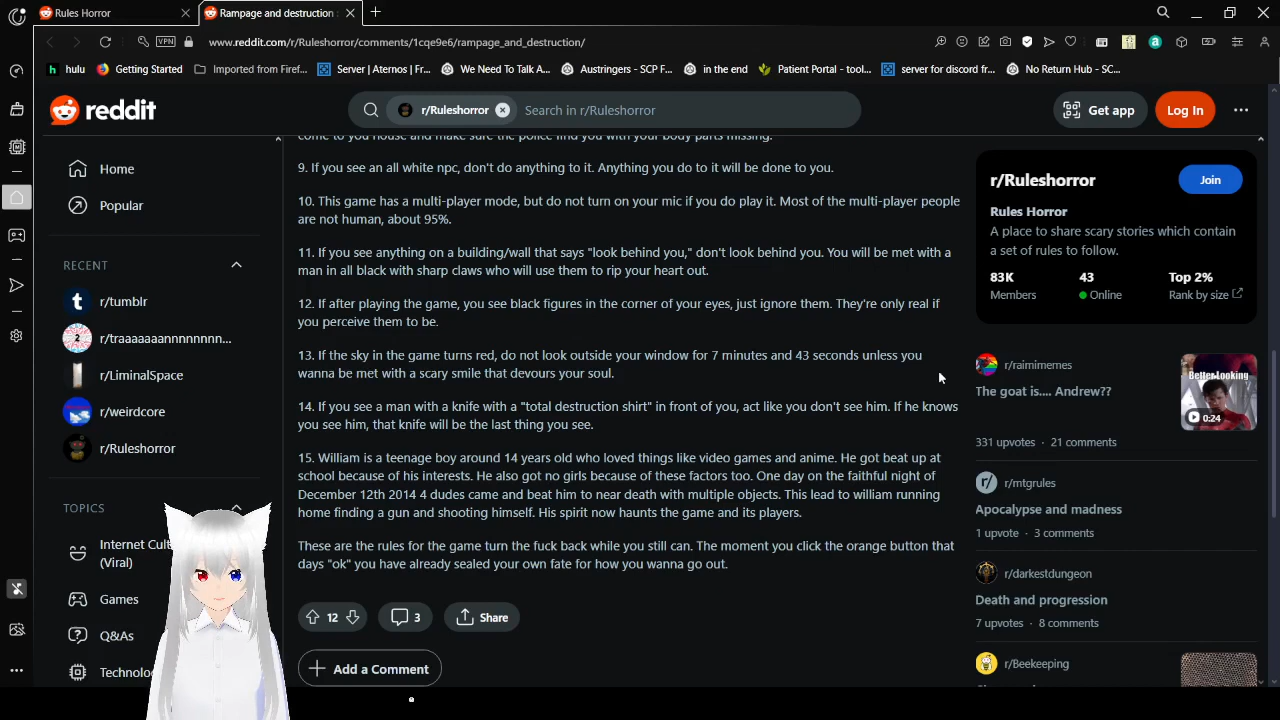 Rules Horror
Rampage and destruction :
VPN
www.reddit.com/r/Ruleshorror/comments/1cqe9e6/rampage_and_destruction/
hulu
Getting Started
Imported from Firef...
Server | Aternos | Fr...
We Need To Talk A...
Austringers - SCP F...
in the end
Patient Portal - tool...
server for discord fr...
No Return Hub - SC...
reddit
r/Ruleshorror
Search in r/Ruleshorror
Get app
Log In
Home
Popular
RECENT
r/tumblr
r/traaaaaaannnnnnnn...
r/LiminalSpace
r/weirdcore
r/Ruleshorror
TOPICS
Internet Cult
(Viral)
Games
Q&As
Technolo
come to you house and make sure the police find you with your body parts missing.
9. If you see an all white npc, don't do anything to it. Anything you do to it will be done to you.
10. This game has a multi-player mode, but do not turn on your mic if you do play it. Most of the multi-player people
are not human, about 95%.
11. If you see anything on a building/wall that says "look behind you," don't look behind you. You will be met with a
man in all black with sharp claws who will use them to rip your heart out.
12. If after playing the game, you see black figures in the corner of your eyes, just ignore them. They're only real if
you perceive them to be.
13. If the sky in the game turns red, do not look outside your window for 7 minutes and 43 seconds unless you
wanna be met with a scary smile that devours your soul.
14. If you see a man with a knife with a "total destruction shirt" in front of you, act like you don't see him. If he knows
you see him, that knife will be the last thing you see.
15. William is a teenage boy around 14 years old who loved things like video games and anime. He got beat up at
school because of his interests. He also got no girls because of these factors too. One day on the faithful night of
December 12th 2014 4 dudes came and beat him to near death with multiple objects. This lead to william running
home finding a gun and shooting himself. His spirit now haunts the game and its players.
These are the rules for the game turn the fuck back while you still can. The moment you click the orange button that
days "ok" you have already sealed your own fate for how you wanna go out.
12
3
Share
Add a Comment
r/Ruleshorror
Join
Rules Horror
A place to share scary stories which contain
a set of rules to follow.
83K
43
Top 2%
Members
Online
Rank by size
r/raimimemes
The goat is.... Andrew??
Better Looking
0:24
331 upvotes · 21 comments
r/mtgrules
Apocalypse and madness
1 upvote · 3 comments
r/darkestdungeon
Death and progression
7 upvotes · 8 comments
r/Beekeeping